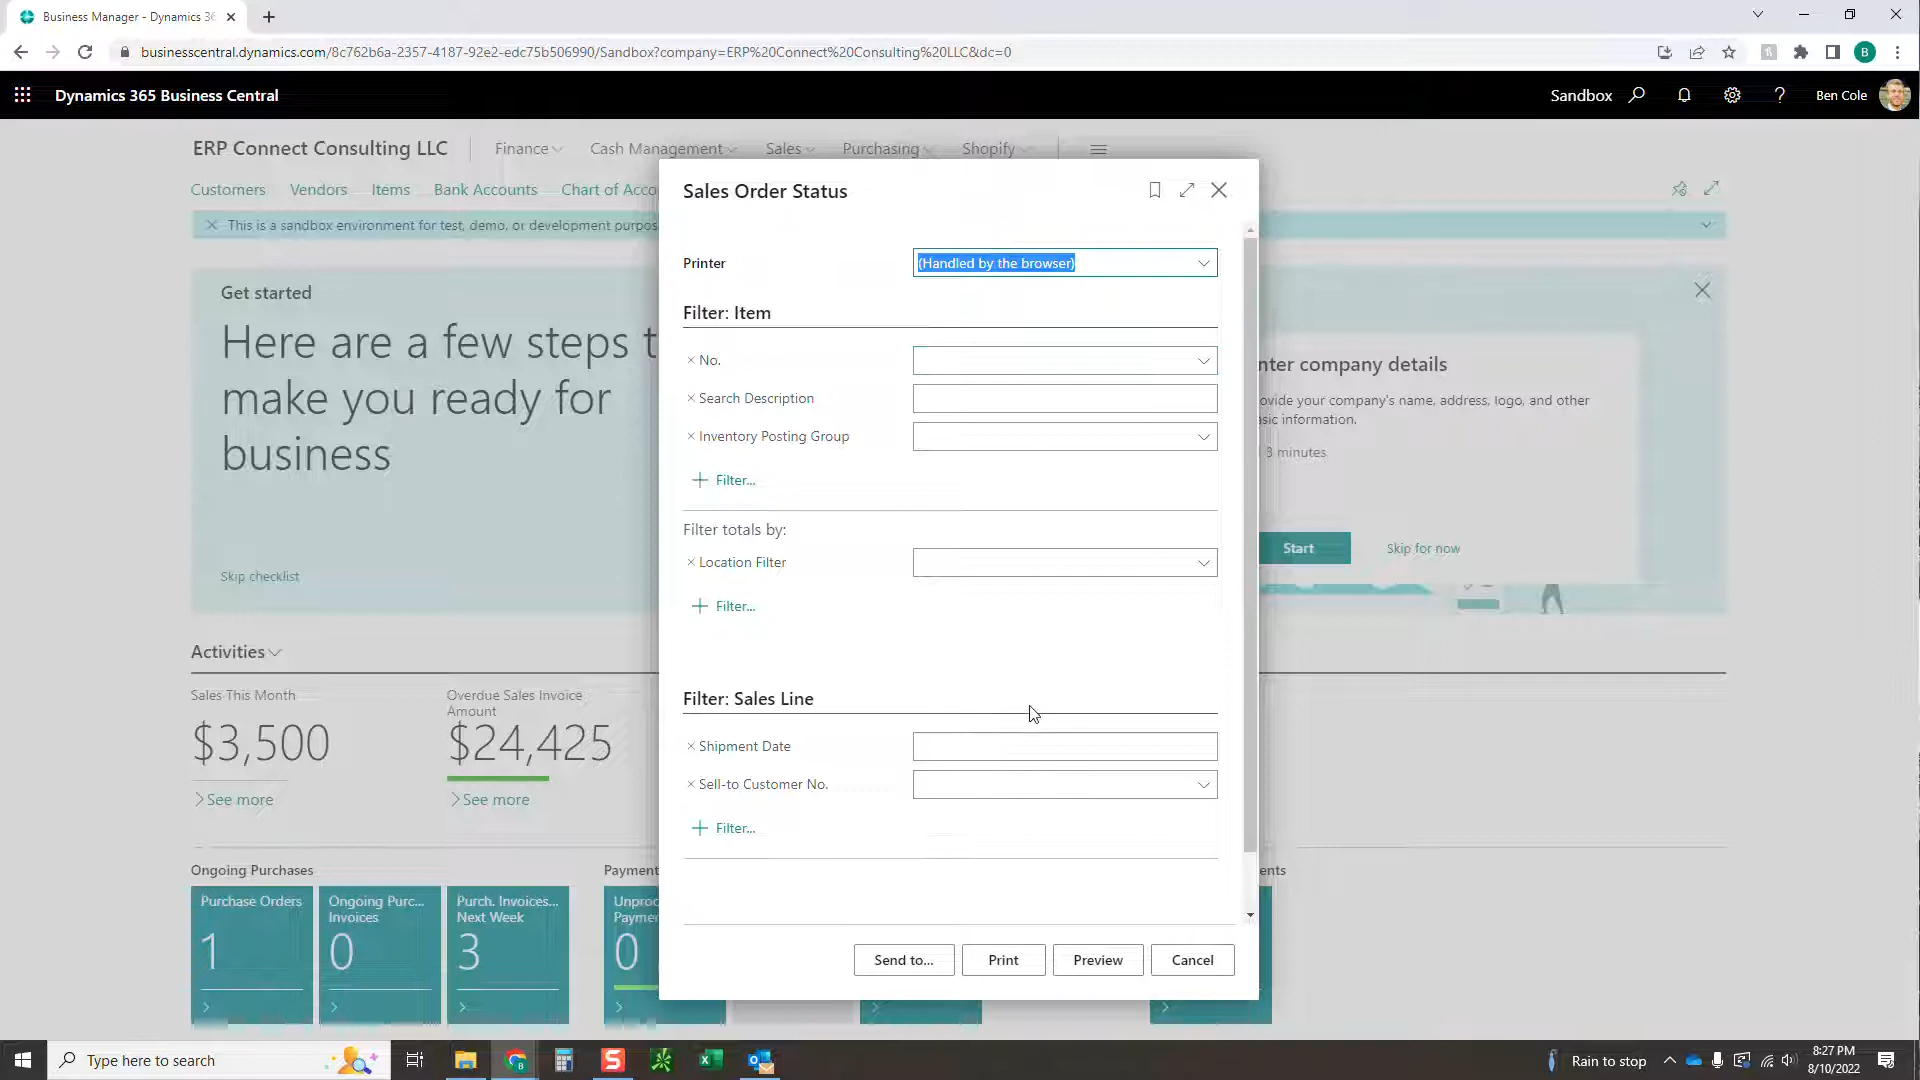 Business Manager - Dynamics 36
businesscentral.dynamics.com/8c762b6a-2357-4187-92e2-edc75b506990/Sandbox?company=ERP%20Connect%20Consulting%20LLC&dc=0
B
Dynamics 365 Business Central
Sandbox
?
Ben Cole
ERP Connect Consulting LLC
Finance
Cash Management
Sales
Purchasing
Shopify
Customers
Vendors
Items
Bank Accounts
Chart of Acco
This is a sandbox environment for test, demo, or development purpos
Get started
Here are a few steps t
make you ready for
business
Skip checklist
nter company details
ovide your company's name, address, logo, and other
asic information.
3 minutes
Start
Skip for now
Activities
Sales This Month
$3,500
See more
Overdue Sales Invoice
Amount
$24,425
See more
Ongoing Purchases
Payment
ents
Purchase Orders
1
Ongoing Purc...
Invoices
0
Purch. Invoices...
Next Week
3
Unproc
Payme
0
Sales Order Status
Printer
(Handled by the browser)
Filter: Item
No.
Search Description
Inventory Posting Group
Filter...
Filter totals by:
Location Filter
Filter...
Filter: Sales Line
Shipment Date
Sell-to Customer No.
Filter...
Send to...
Print
Preview
Cancel
Type here to search
Rain to stop
8:27 PM
8/10/2022